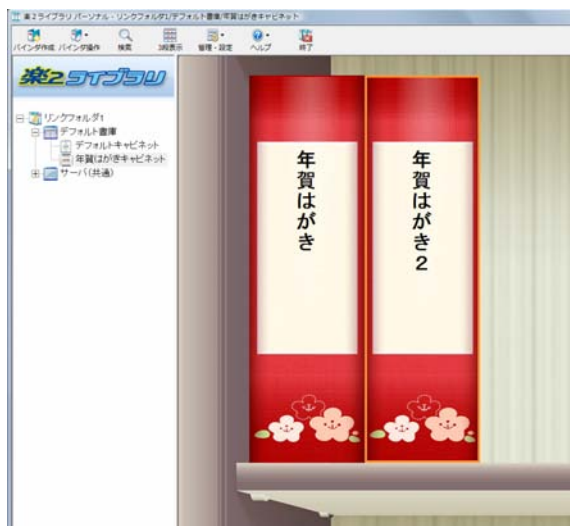 楽2ライブラリ パーソナル - リンクフォルダ1/デフォルト書庫/年賀はがきキャビネット
バインダ作成 バインダ操作 検索 3段表示 管理・設定 ヘルプ 終了
楽2ライブラリ
リンクフォルダ1
デフォルト書庫
デフォルトキャビネット
年賀はがきキャビネット
サーバ(共通)
年賀はがき
年賀はがき2